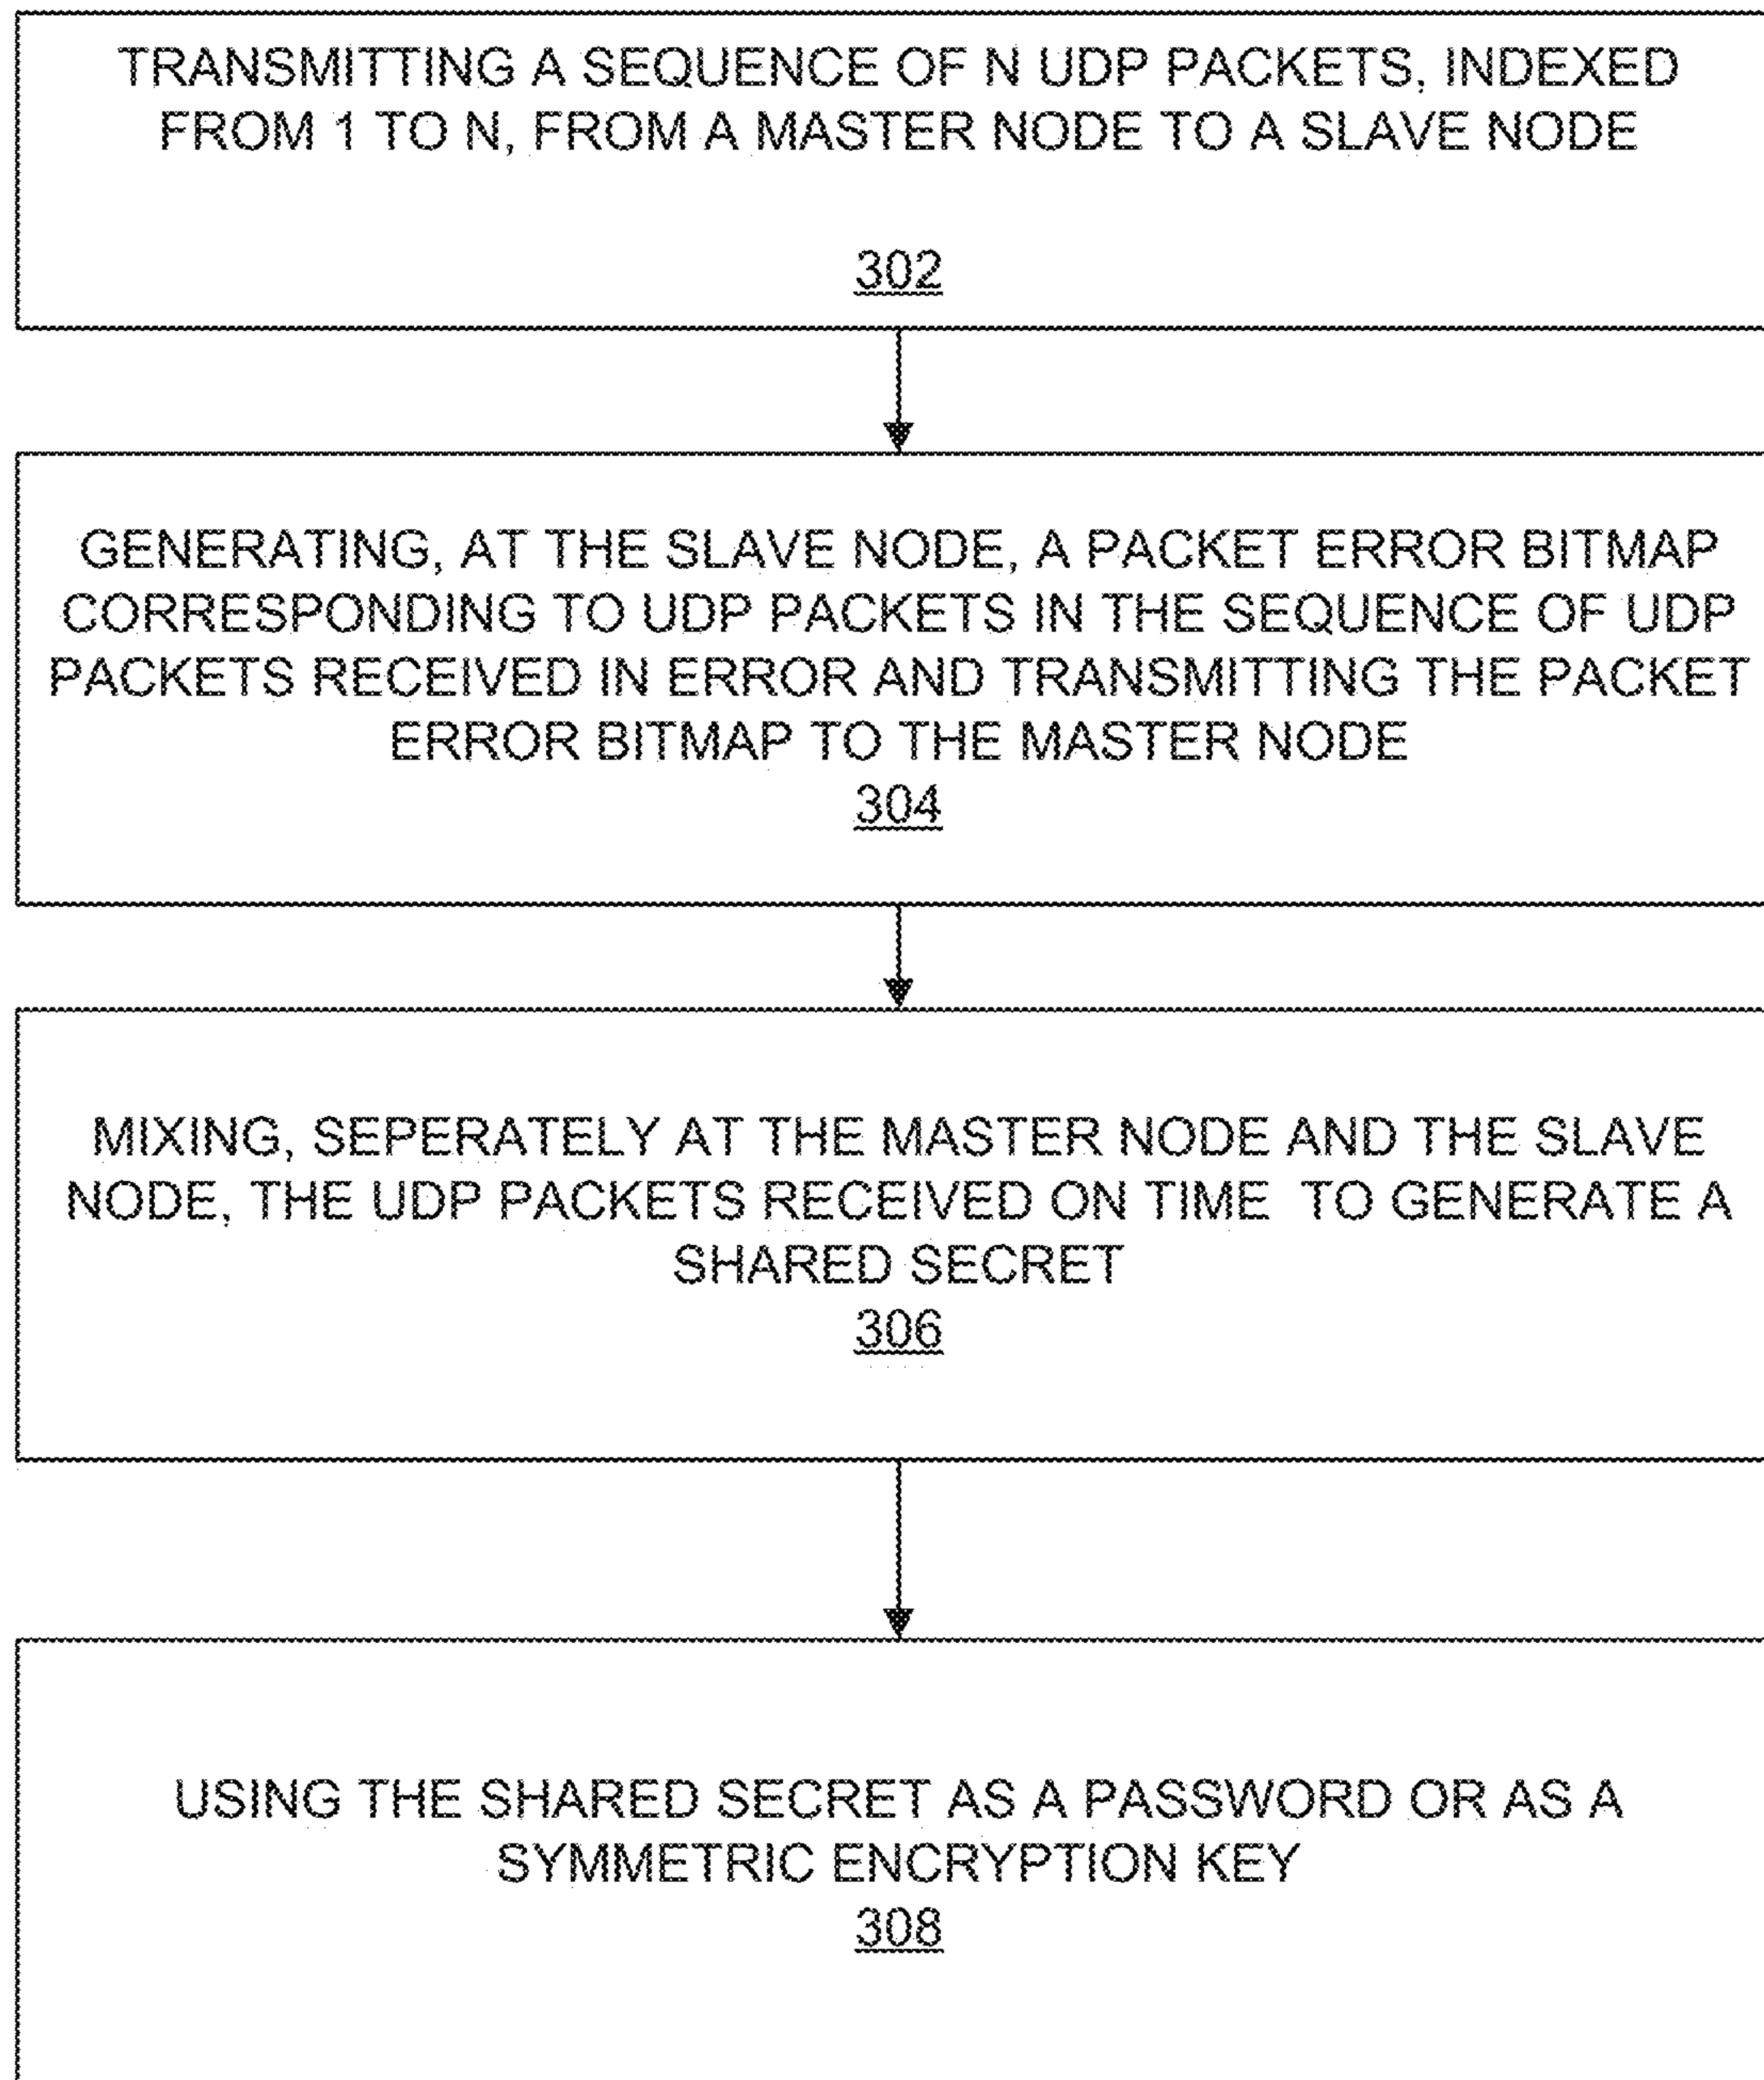 TRANSMITTING A SEQUENCE OF N UDP PACKETS, INDEXED
FROM 1 TO N, FROM A MASTER NODE TO A SLAVE NODE
302
GENERATING, AT THE SLAVE NODE, A PACKET ERROR BITMAP
CORRESPONDING TO UDP PACKETS IN THE SEQUENCE OF UDP
PACKETS RECEIVED IN ERROR AND TRANSMITTING THE PACKET
ERROR BITMAP TO THE MASTER NODE
304
MIXING, SEPERATELY AT THE MASTER NODE AND THE SLAVE
NODE, THE UDP PACKETS RECEIVED ON TIME TO GENERATE A
SHARED SECRET
306
USING THE SHARED SECRET AS A PASSWORD OR AS A
SYMMETRIC ENCRYPTION KEY
308